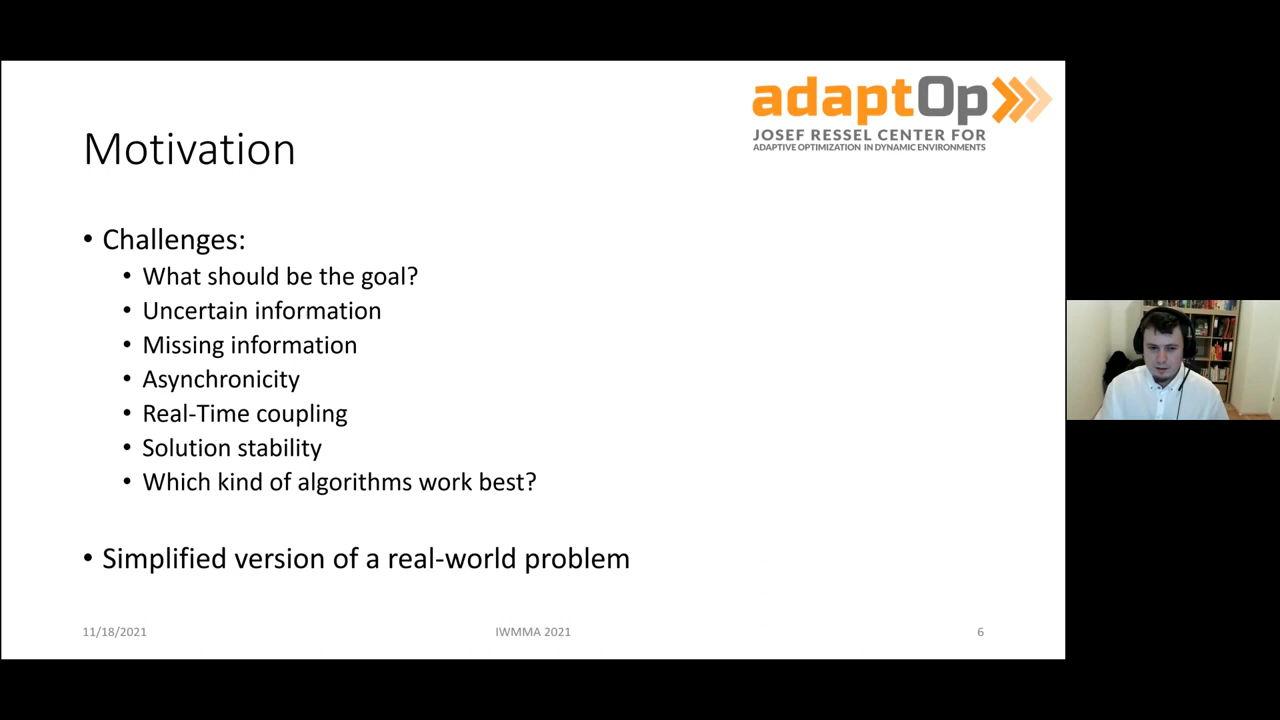 adaptOp
JOSEF RESSEL CENTER FOR
ADAPTIVE OPTIMIZATION IN DYNAMIC ENVIRONMENTS
Motivation
• Challenges:
• What should be the goal?
• Uncertain information
• Missing information
• Asynchronicity
• Real-Time coupling
• Solution stability
• Which kind of algorithms work best?
• Simplified version of a real-world problem
11/18/2021
IWMMA 2021
6